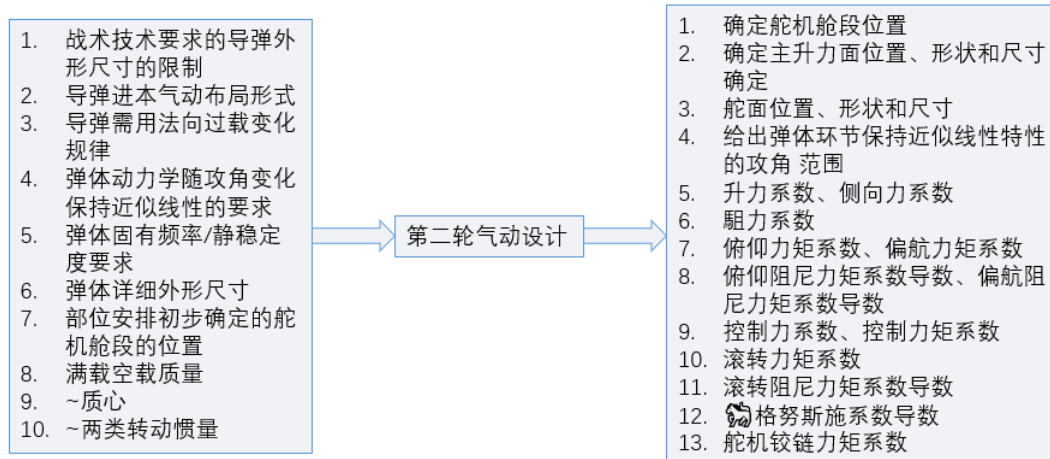 1. 战术技术要求的导弹外
形尺寸的限制
2. 导弹进本气动布局形式
3. 导弹需用法向过载变化
规律
4. 弹体动力学随攻角变化
保持近似线性的要求
5. 弹体固有频率/静稳定
度要求
6. 弹体详细外形尺寸
7. 部位安排初步确定的舵
机舱段的位置
8. 满载空载质量
9. ~质心
10. ~两类转动惯量
第二轮气动设计
1. 确定舵机舱段位置
2. 确定主升力面位置、形状和尺寸
确定
3. 舵面位置、形状和尺寸
4. 给出弹体环节保持近似线性特性
的攻角 范围
5. 升力系数、侧向力系数
6. 駔力系数
7. 俯仰力矩系数、偏航力矩系数
8. 俯仰阻尼力矩系数导数、偏航阻
尼力矩系数导数
9. 控制力系数、控制力矩系数
10. 滚转力矩系数
11. 滚转阻尼力矩系数导数
12. 格努斯施系数导数
13. 舵机铰链力矩系数